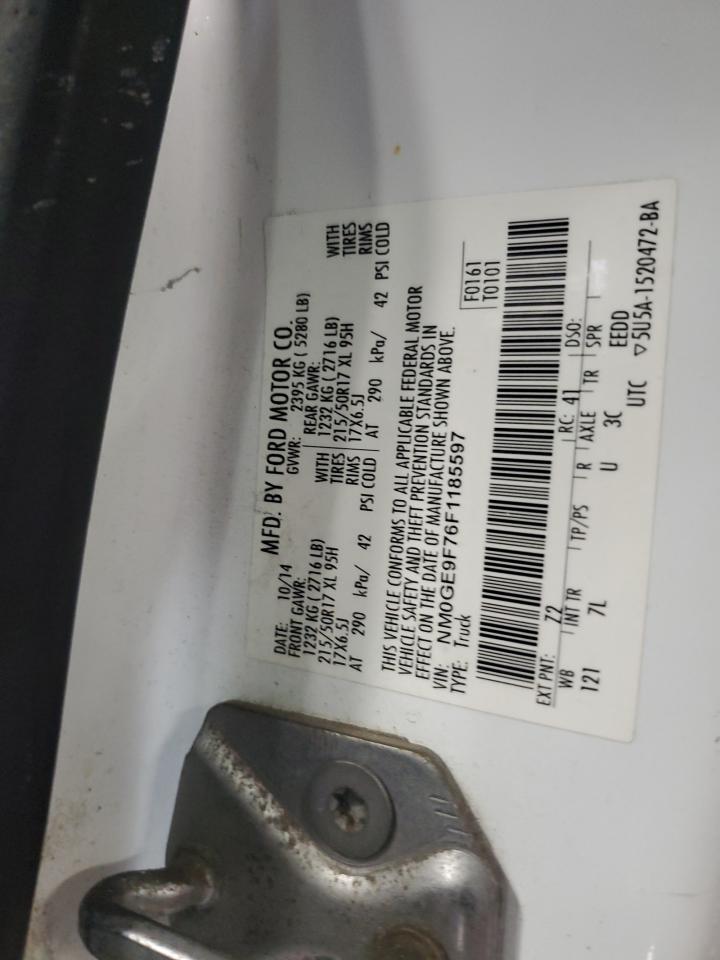 MFD. BY FORD MOTOR CO.
DATE: 10/14 GVWR: 2395 KG ( 5280 LB)
FRONT GAWR: REAR GAWR:
1232 KG ( 2716 LB) WITH 1232 KG ( 2716 LB) WITH
215/50R17 XL 95H TIRES 215/50R17 XL 95H TIRES
17X6.5J RIMS 17X6.5J RIMS
AT 290 kPa/ 42 PSI COLD AT 290 kPa/ 42 PSI COLD
THIS VEHICLE CONFORMS TO ALL APPLICABLE FEDERAL MOTOR
VEHICLE SAFETY AND THEFT PREVENTION STANDARDS IN
EFFECT ON THE DATE OF MANUFACTURE SHOWN ABOVE.
VIN: NM0GE9F76F1185597 F0161
TYPE: Truck T0101
EXT PNT: Z2 RC: 41 DSO:
WB INT TR TP/PS R AXLE TR SPR
121 7L U 3C EEDD
UTC ▽5U5A-1520472-BA